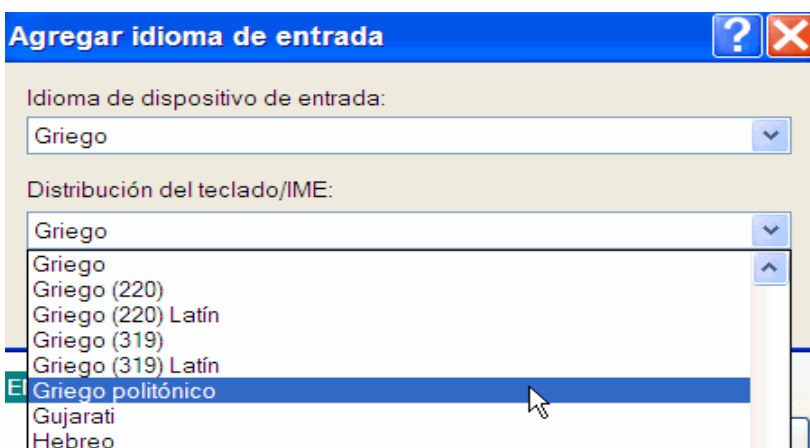 Agregar idioma de entrada
Idioma de dispositivo de entrada:
Griego
Distribución del teclado/IME:
Griego
Griego
Griego (220)
Griego (220) Latín
Griego (319)
Griego (319) Latín
Griego politónico
Gujarati
Hebreo